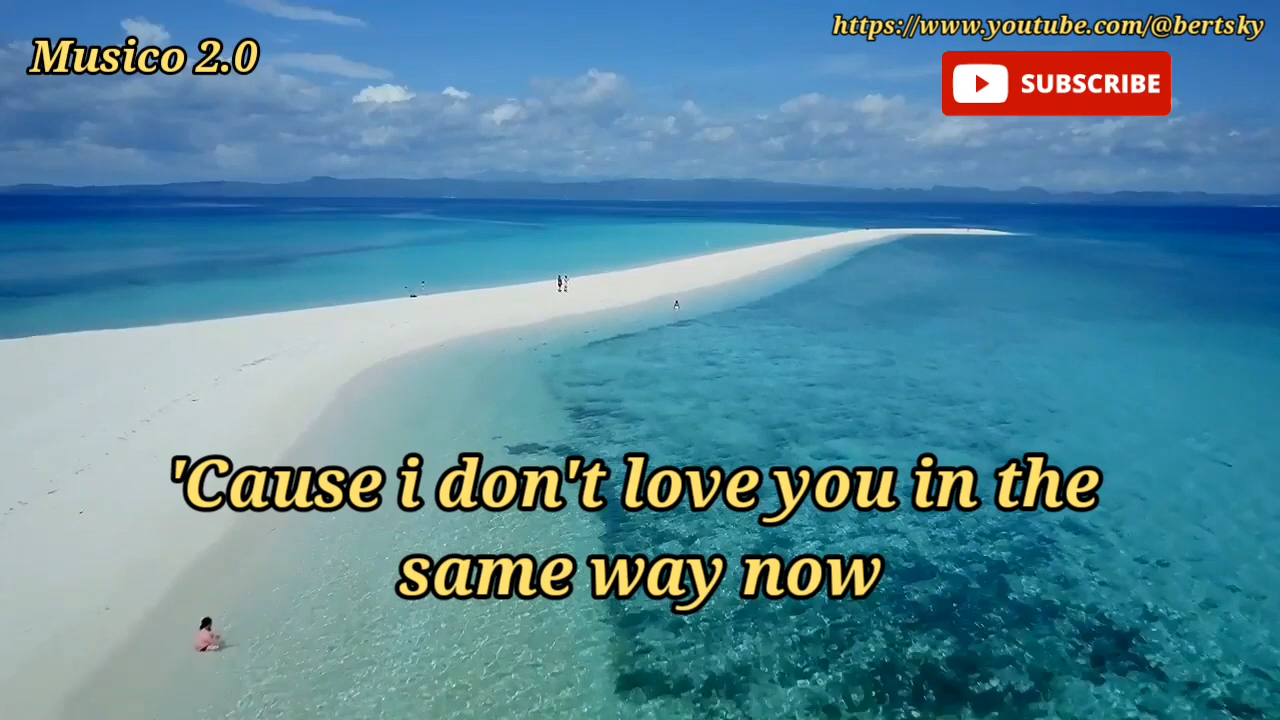 Musico 2.0
https://www.youtube.com/@bertsky
SUBSCRIBE
'Cause i don't love you in the
same way now